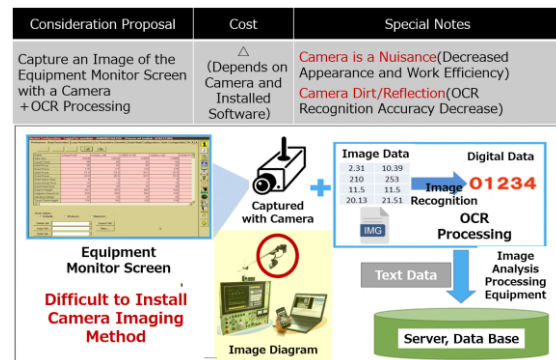 Consideration Proposal
Cost
Special Notes
Capture an Image of the
Equipment Monitor Screen
with a Camera
+OCR Processing
△
(Depends on
Camera and
Installed
Software)
Camera is a Nuisance(Decreased
Appearance and Work Efficiency)
Camera Dirt/Reflection(OCR
Recognition Accuracy Decrease)
Equipment
Monitor Screen
Difficult to Install
Camera Imaging
Method
Captured
with Camera
Image Diagram
Image Data
2.31 10.39
210 253
11.5 11.5
20.13 21.51
IMG
Image
Recognition
Digital Data
01234
OCR
Processing
Text Data
Image
Analysis
Processing
Equipment
Server, Data Base